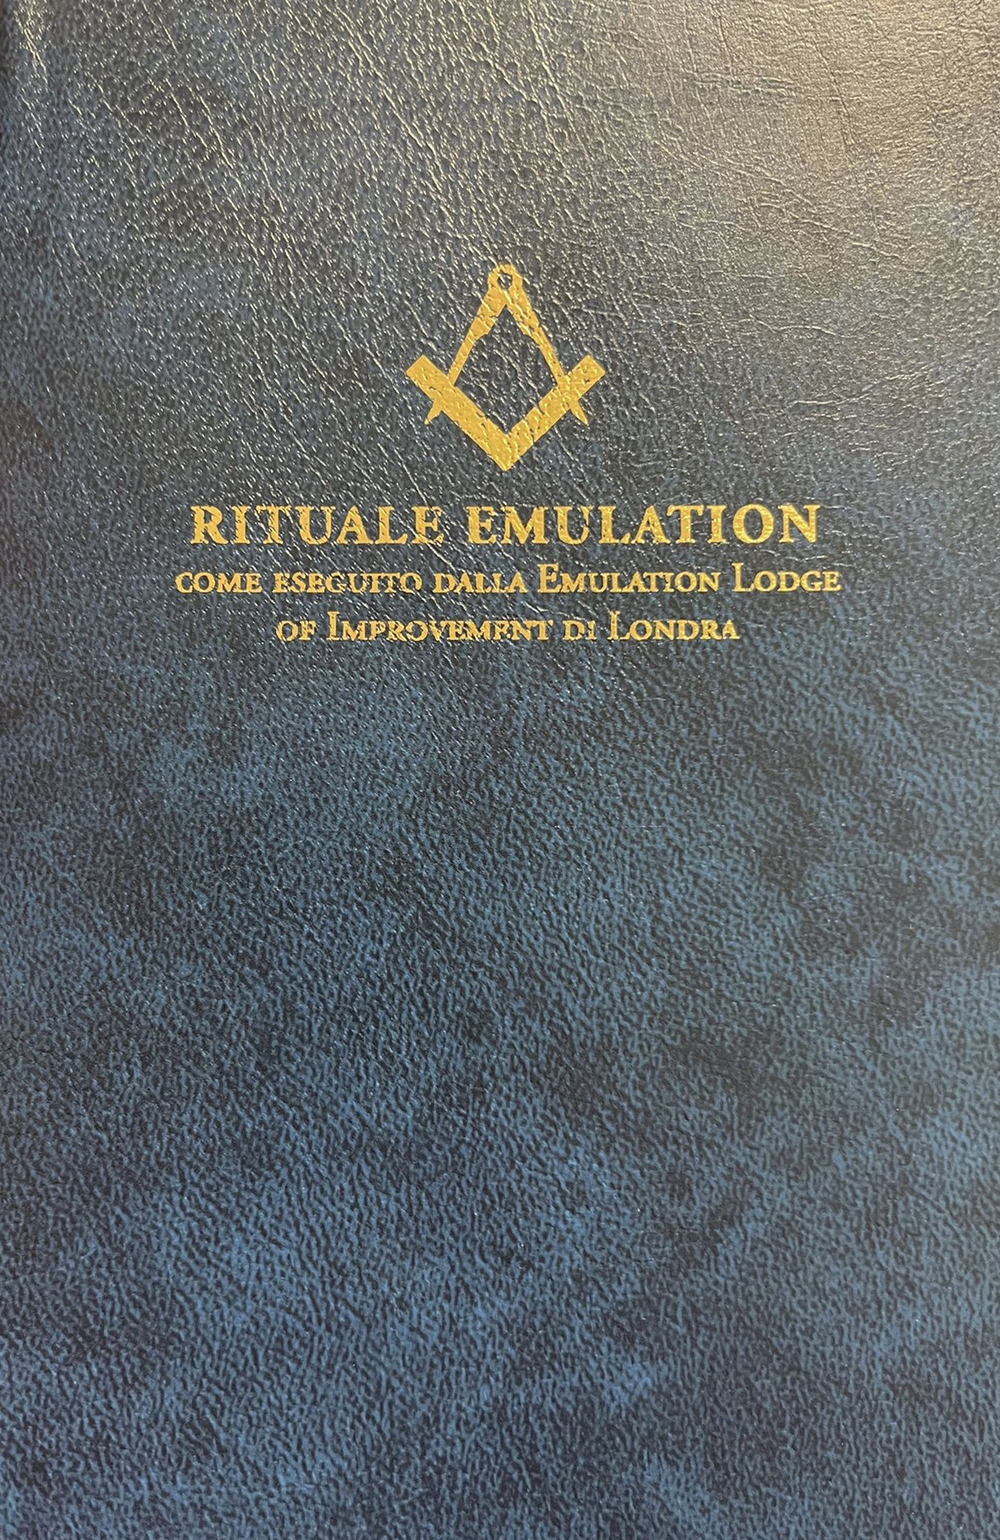 RITUALE EMULATION
COME ESEGUITO DALLA EMULATION LODGE
OF IMPROVEMENT DI LONDRA